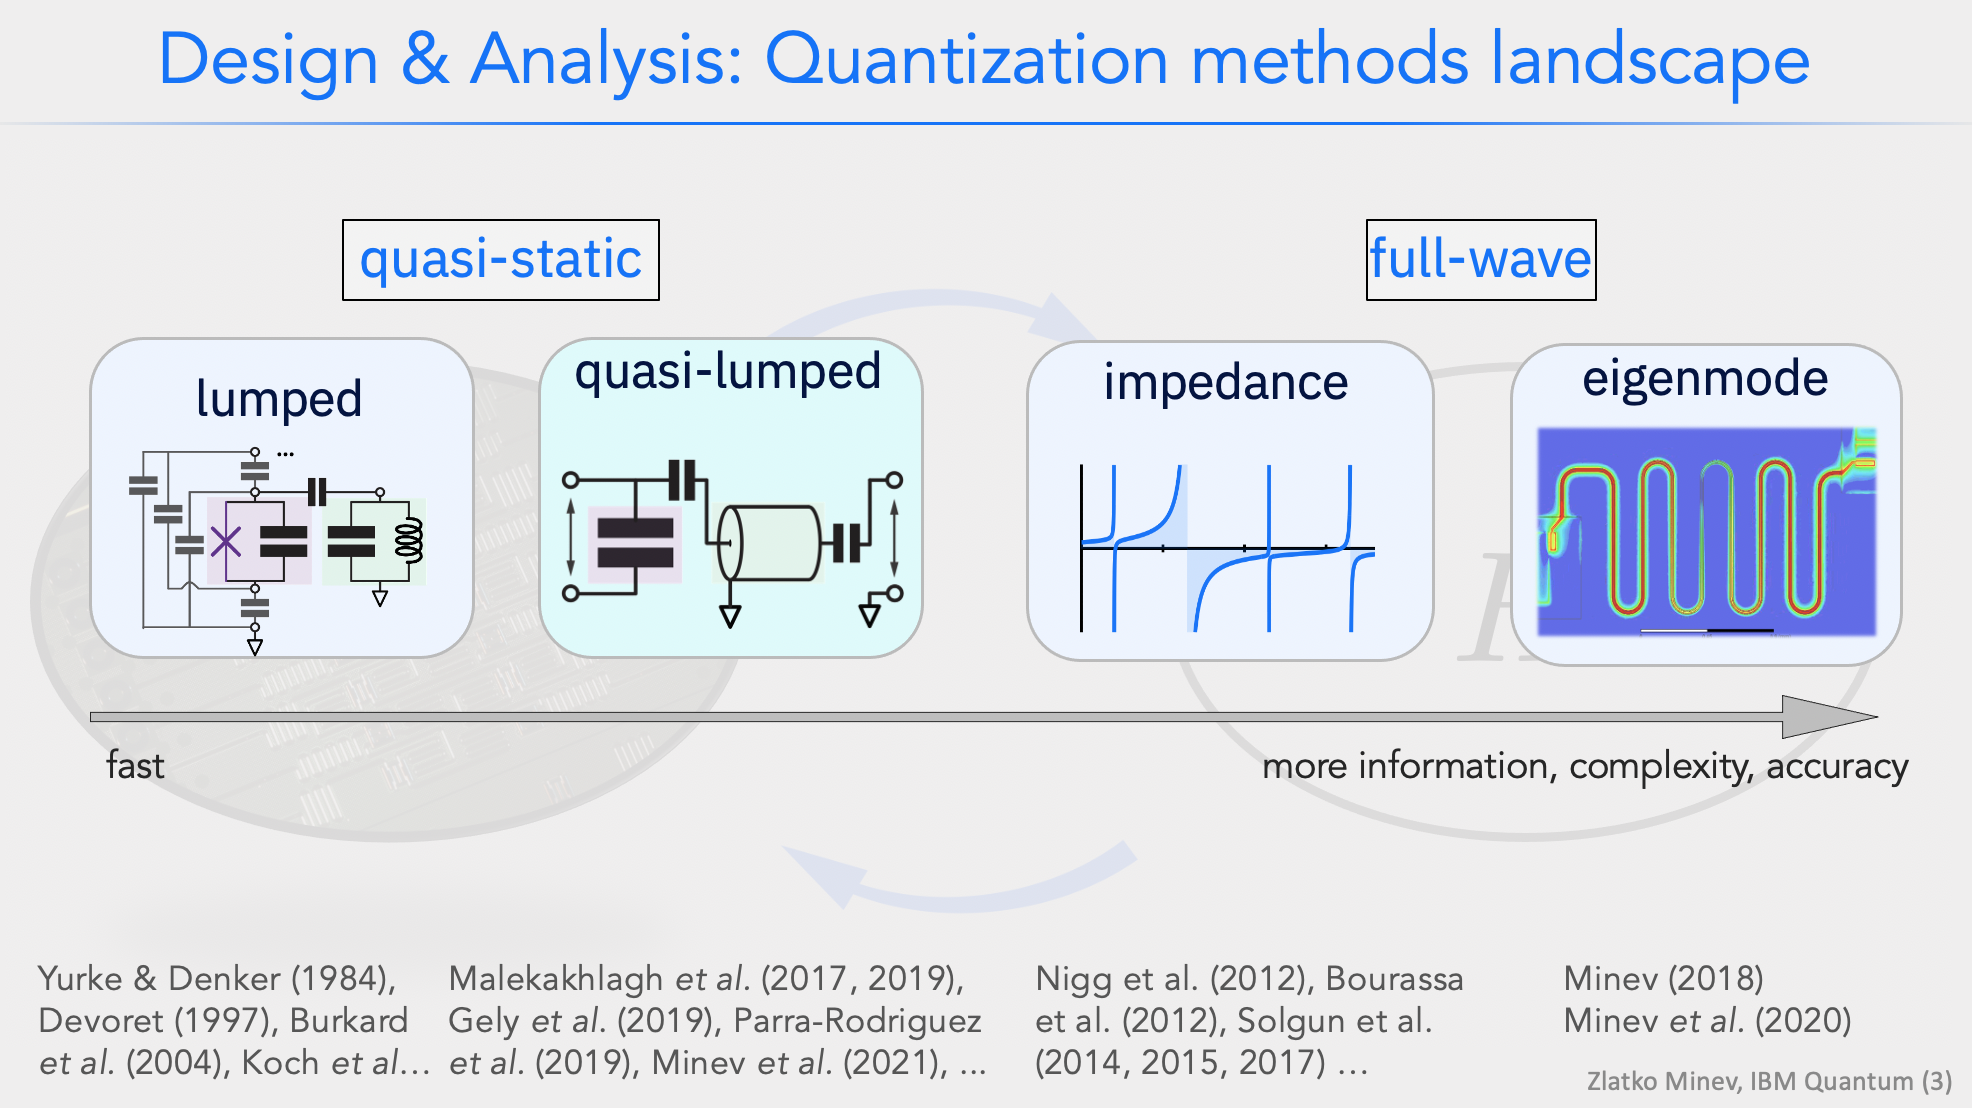 Design & Analysis: Quantization methods landscape
quasi-static
full-wave
lumped
...
quasi-lumped
impedance
eigenmode
fast
more information, complexity, accuracy
Yurke & Denker (1984),
Devoret (1997), Burkard
et al. (2004), Koch et al…
Malekakhlagh et al. (2017, 2019),
Gely et al. (2019), Parra-Rodriguez
et al. (2019), Minev et al. (2021), ...
Nigg et al. (2012), Bourassa
et al. (2012), Solgun et al.
(2014, 2015, 2017) …
Minev (2018)
Minev et al. (2020)
Zlatko Minev, IBM Quantum (3)